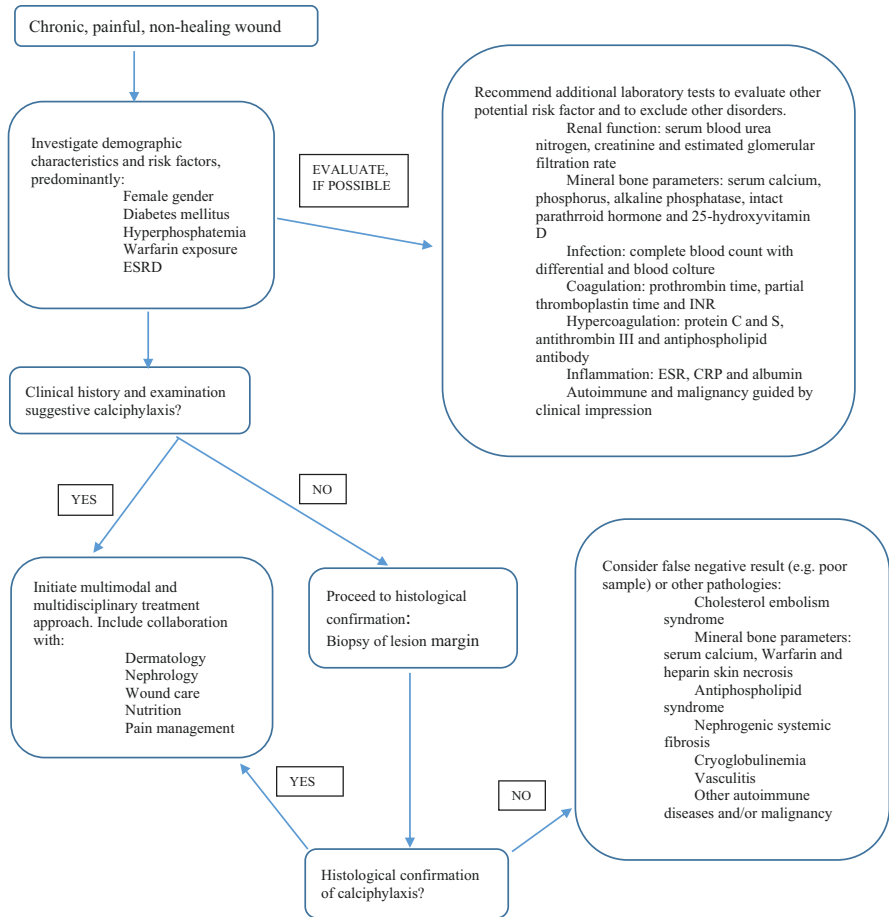 Chronic, painful, non-healing wound
Investigate demographic
characteristics and risk factors,
predominantly:
Female gender
Diabetes mellitus
Hyperphosphatemia
Warfarin exposure
ESRD
EVALUATE,
IF POSSIBLE
Recommend additional laboratory tests to evaluate other
potential risk factor and to exclude other disorders.
Renal function: serum blood urea
nitrogen, creatinine and estimated glomerular
filtration rate
Mineral bone parameters: serum calcium,
phosphorus, alkaline phosphatase, intact
parathrroid hormone and 25-hydroxyvitamin
D
Infection: complete blood count with
differential and blood colture
Coagulation: prothrombin time, partial
thromboplastin time and INR
Hypercoagulation: protein C and S,
antithrombin III and antiphospholipid
antibody
Inflammation: ESR, CRP and albumin
Autoimmune and malignancy guided by
clinical impression
Clinical history and examination
suggestive calciphylaxis?
YES
NO
Initiate multimodal and
multidisciplinary treatment
approach. Include collaboration
with:
Dermatology
Nephrology
Wound care
Nutrition
Pain management
Proceed to histological
confirmation:
Biopsy of lesion margin
Consider false negative result (e.g. poor
sample) or other pathologies:
Cholesterol embolism
syndrome
Mineral bone parameters:
serum calcium, Warfarin and
heparin skin necrosis
Antiphospholipid
syndrome
Nephrogenic systemic
fibrosis
Cryoglobulinemia
Vasculitis
Other autoimmune
diseases and/or malignancy
YES
NO
Histological confirmation
of calciphylaxis?